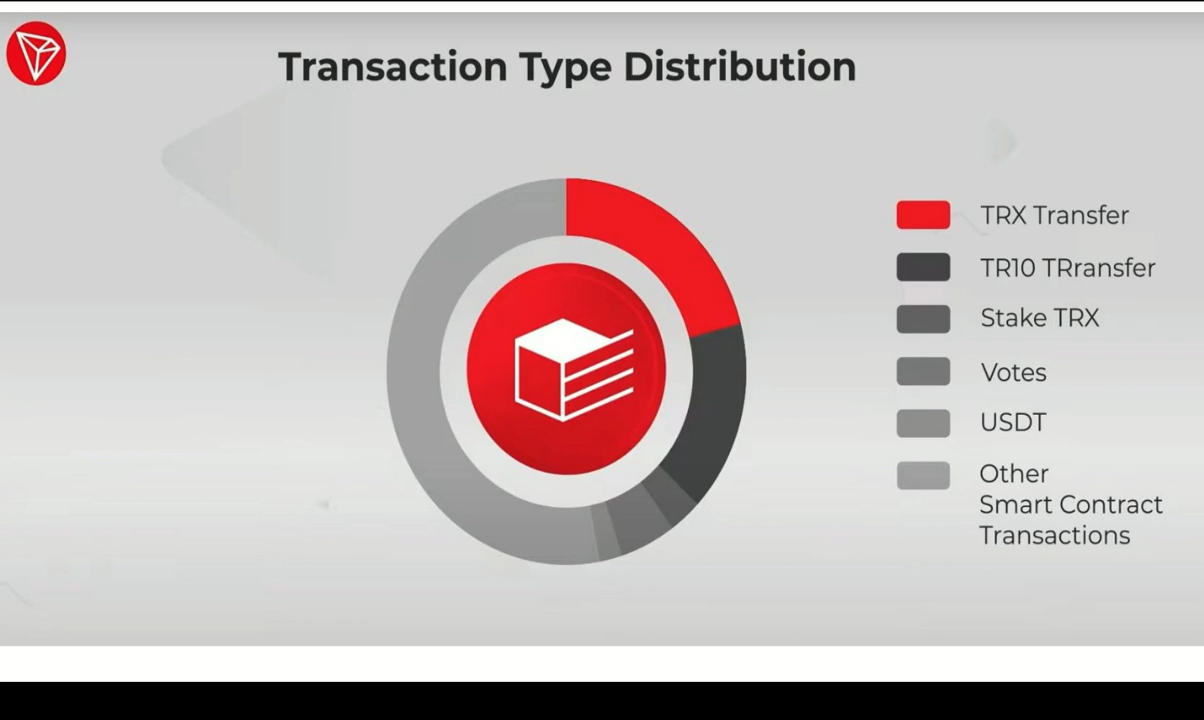 Transaction Type Distribution
TRX Transfer
TR10 TRransfer
Stake TRX
Votes
USDT
Other
Smart Contract
Transactions